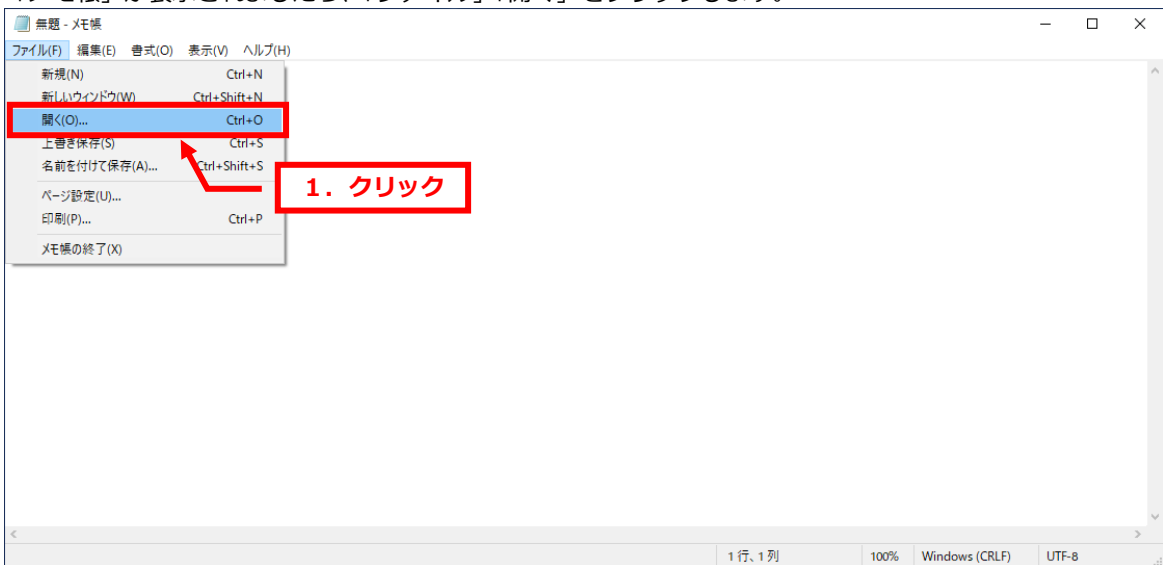 無題 - メモ帳
ファイル(F) 編集(E) 書式(O) 表示(V) ヘルプ(H)
新規(N) Ctrl+N
新しいウィンドウ(W) Ctrl+Shift+N
開く(O)... Ctrl+O
上書き保存(S) Ctrl+S
名前を付けて保存(A)... Ctrl+Shift+S
1. クリック
ページ設定(U)...
印刷(P)... Ctrl+P
メモ帳の終了(X)
1 行、1 列 100% Windows (CRLF) UTF-8